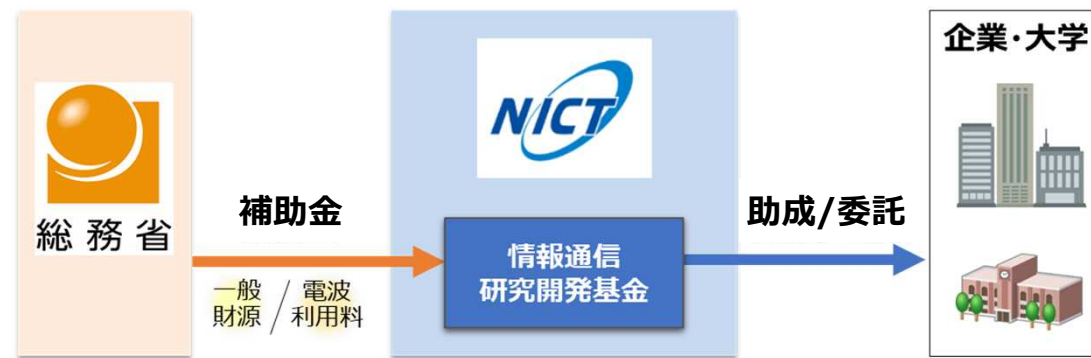 総務省
補助金
一般
財源
/
電波
利用料
NICT
情報通信
研究開発基金
助成/委託
企業・大学